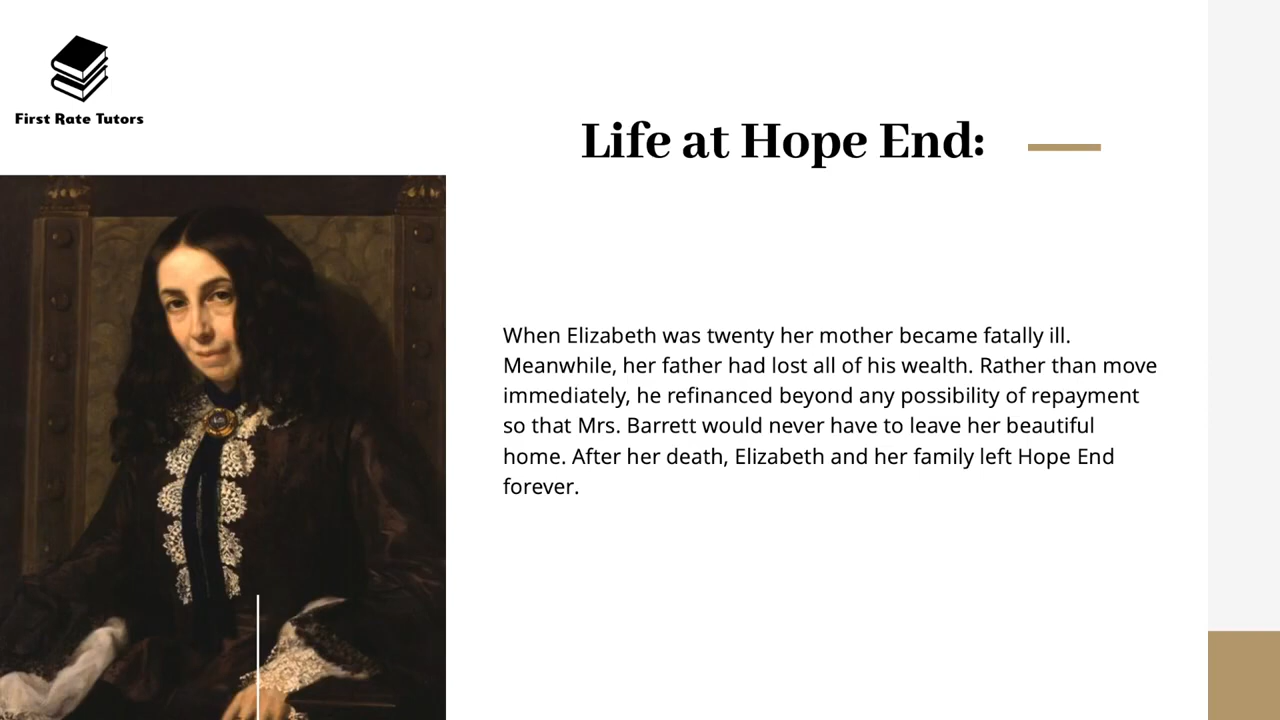 First Rate Tutors
Life at Hope End:
When Elizabeth was twenty her mother became fatally ill.
Meanwhile, her father had lost all of his wealth. Rather than move
immediately, he refinanced beyond any possibility of repayment
so that Mrs. Barrett would never have to leave her beautiful
home. After her death, Elizabeth and her family left Hope End
forever.